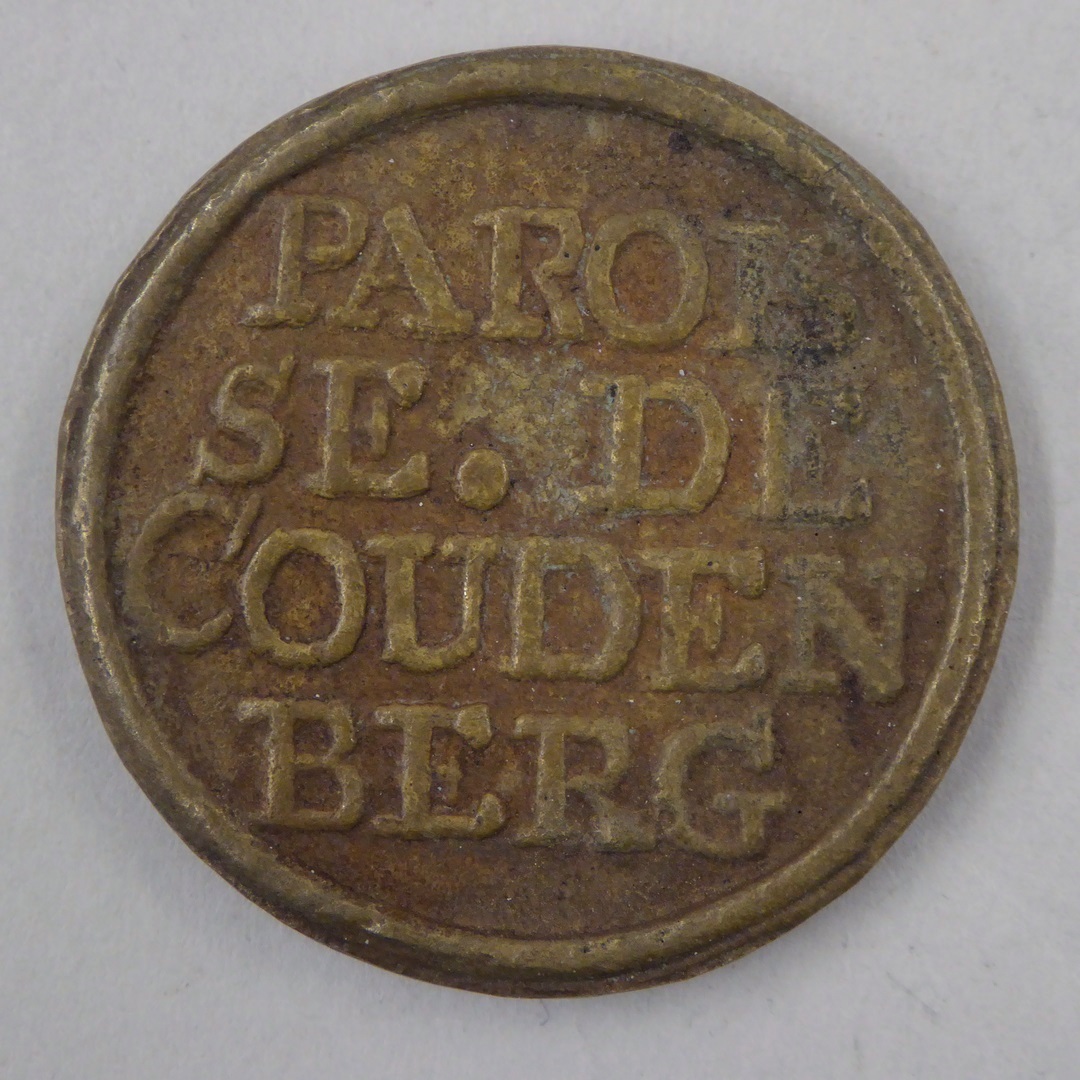 PAROIS
SE. DE
COUDEN
BERG